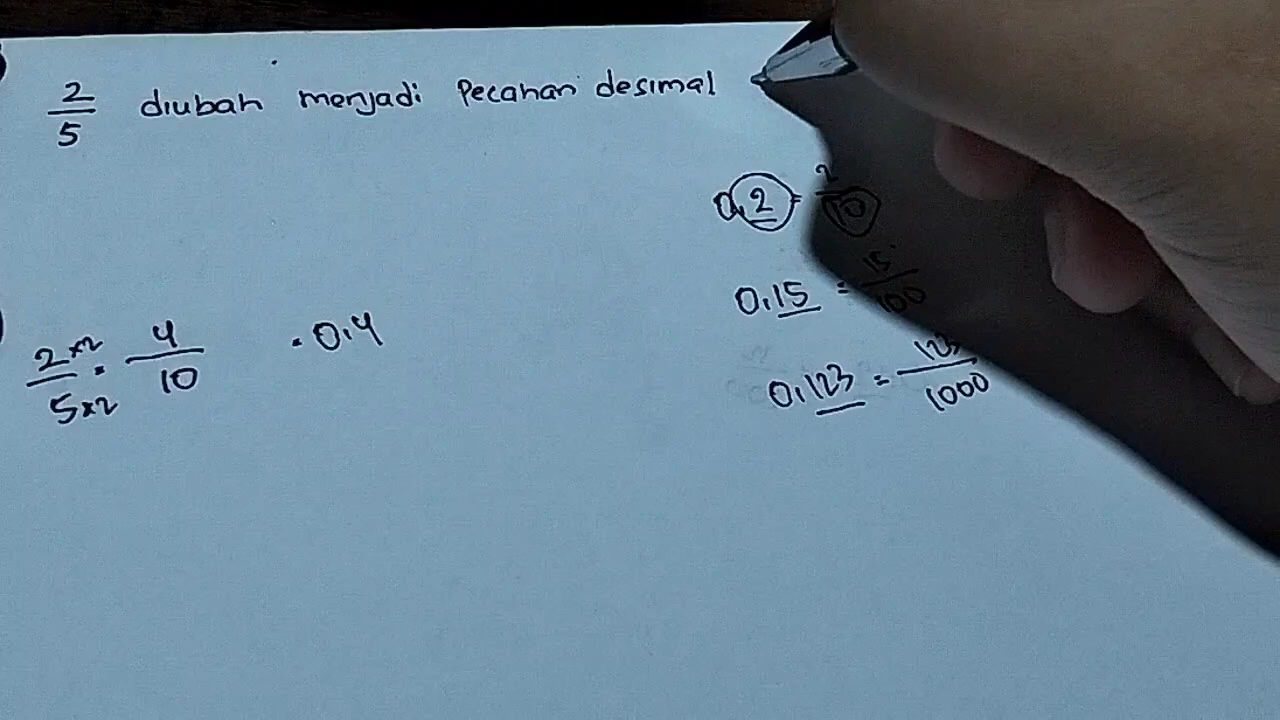 2/5 diubah menjadi Pecahan desimal
0,2 = 2/10
0,15 = 15/100
2×2/5×2 = 4/10 = 0,4
0,123 = 123/1000